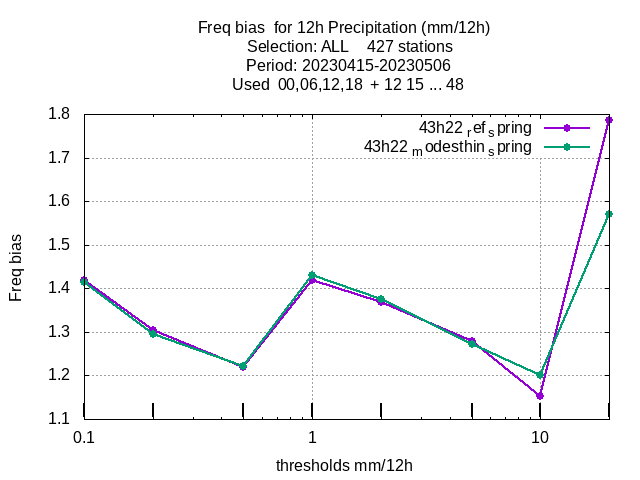 Freq bias  for 12h Precipitation (mm/12h)
Selection: ALL    427 stations
Period: 20230415-20230506
Used  00,06,12,18  + 12 15 ... 48
1.8
43h22 ref spring
1.7
43h22 modesthin spring
1.6
1.5
Freq bias
1.4
1.3
1.2
1.1
0.1 1 10
thresholds mm/12h